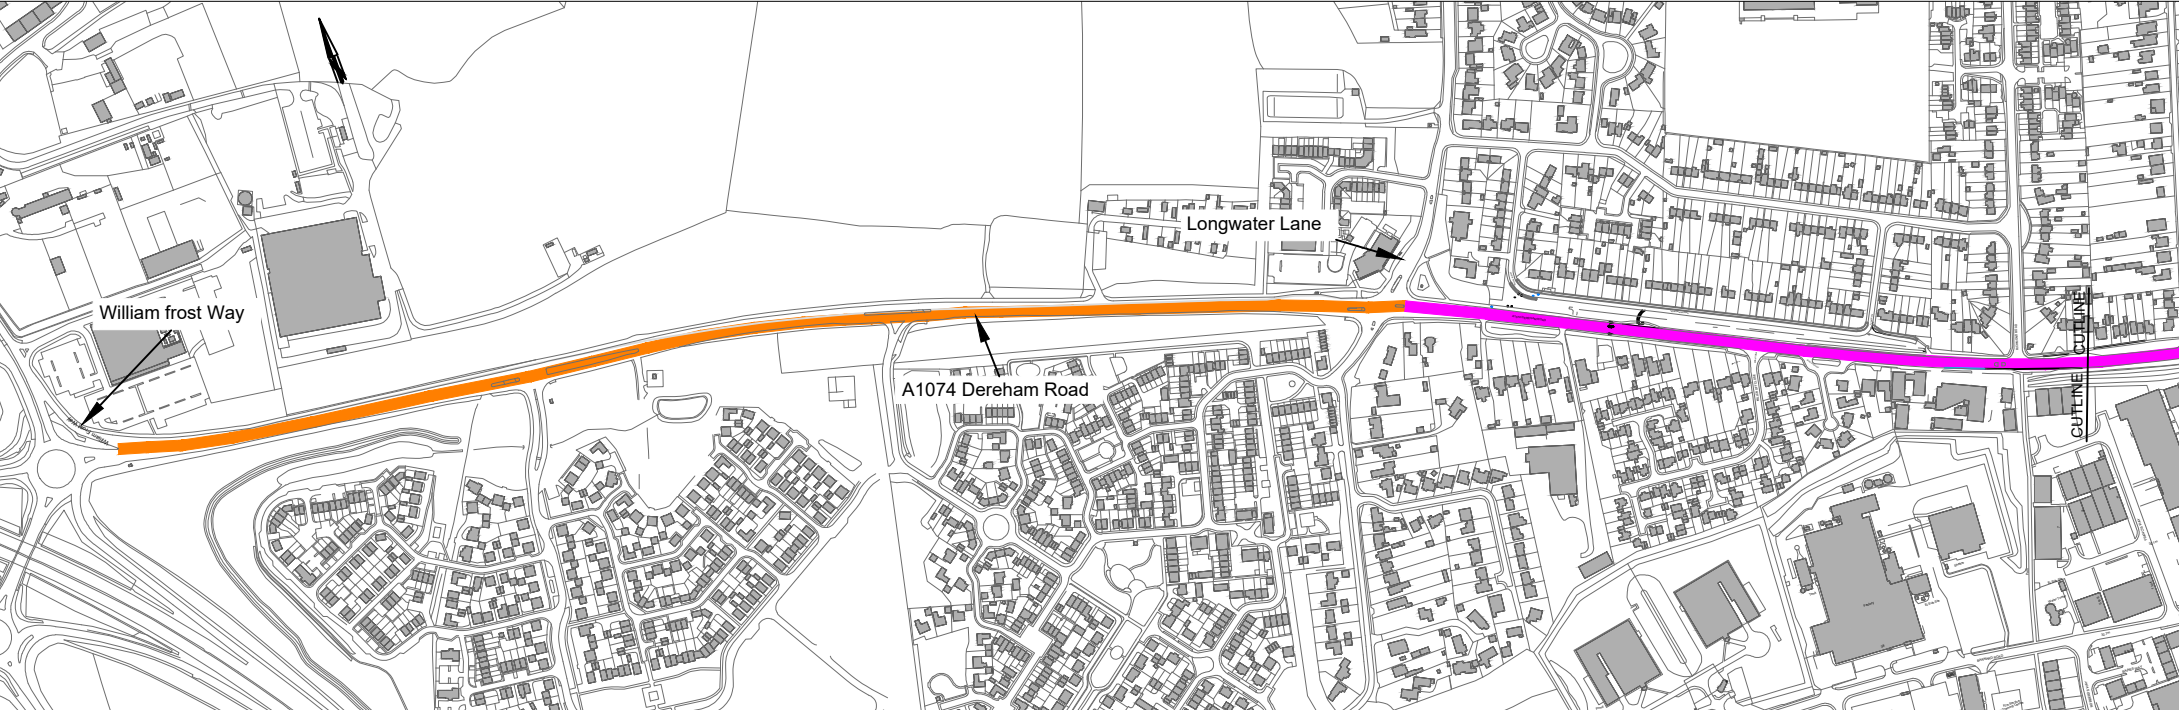 Longwater Lane
William frost Way
A1074 Dereham Road
CUTLINE
CUTLINE